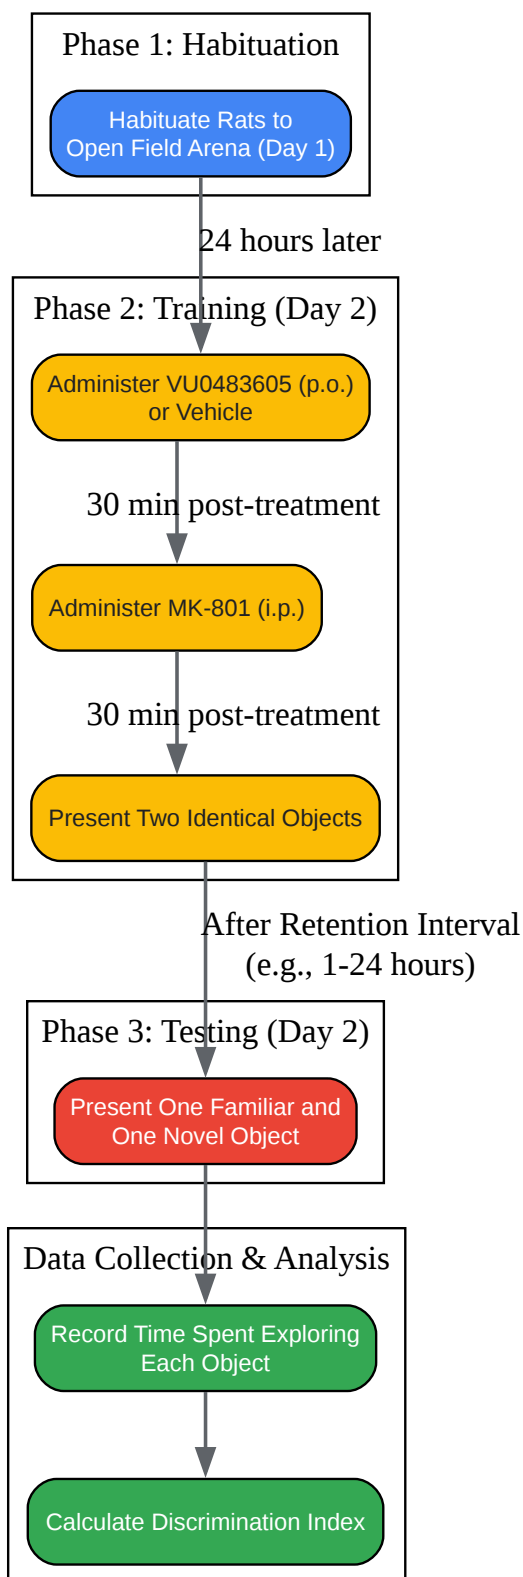 Phase 1: Habituation
Habituate Rats to
Open Field Arena (Day 1)
24 hours later
Phase 2: Training (Day 2)
Administer VU0483605 (p.o.)
or Vehicle
30 min post-treatment
Administer MK-801 (i.p.)
30 min post-treatment
Present Two Identical Objects
After Retention Interval
(e.g., 1-24 hours)
Phase 3: Testing (Day 2)
Present One Familiar and
One Novel Object
Data Collection & Analysis
Record Time Spent Exploring
Each Object
Calculate Discrimination Index